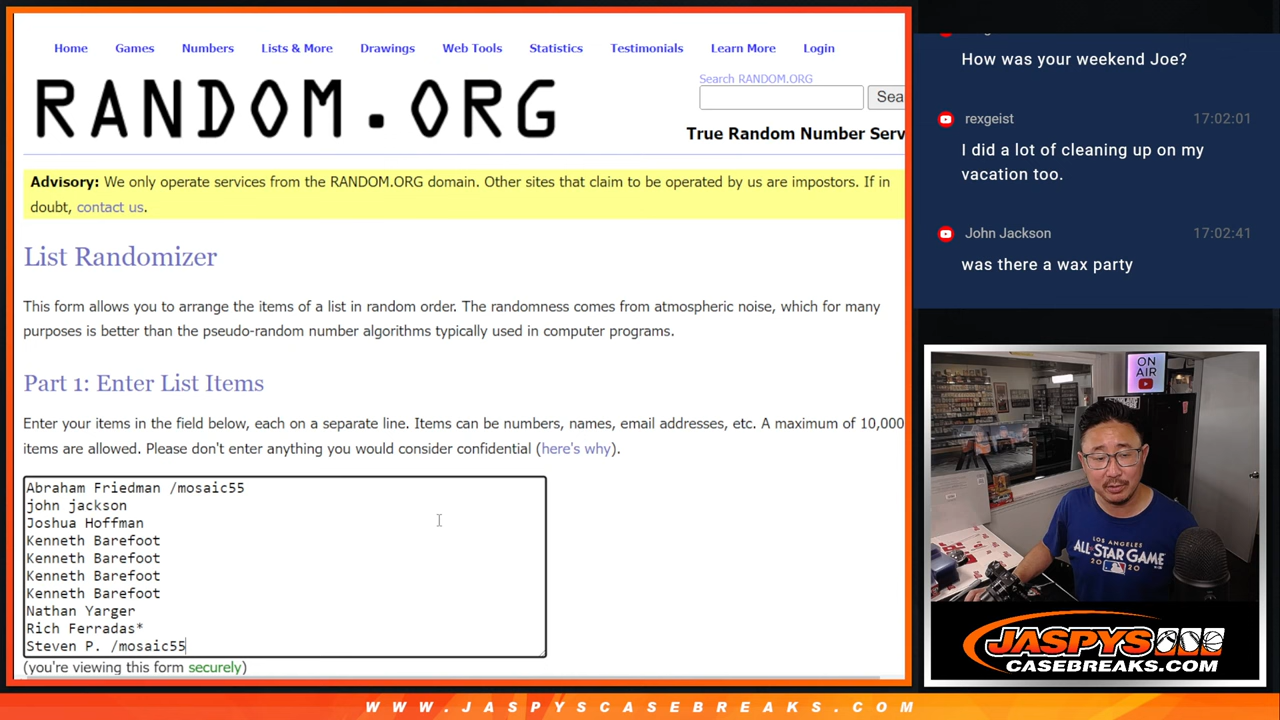 Home Games Numbers Lists & More Drawings Web Tools Statistics Testimonials Learn More Login
RANDOM.ORG
Search RANDOM.ORG
Sea
True Random Number Serv
Advisory: We only operate services from the RANDOM.ORG domain. Other sites that claim to be operated by us are impostors. If in
doubt, contact us.
List Randomizer
This form allows you to arrange the items of a list in random order. The randomness comes from atmospheric noise, which for many
purposes is better than the pseudo-random number algorithms typically used in computer programs.
Part 1: Enter List Items
Enter your items in the field below, each on a separate line. Items can be numbers, names, email addresses, etc. A maximum of 10,000
items are allowed. Please don't enter anything you would consider confidential (here's why).
Abraham Friedman /mosaic55
john jackson
Joshua Hoffman
Kenneth Barefoot
Kenneth Barefoot
Kenneth Barefoot
Kenneth Barefoot
Nathan Yarger
Rich Ferradas*
Steven P. /mosaic55
(you're viewing this form securely)
How was your weekend Joe?
rexgeist 17:02:01
I did a lot of cleaning up on my
vacation too.
John Jackson 17:02:41
was there a wax party
ON
AIR
LOS ANGELES
ALL-STAR GAME
2020
JASPYS
CASEBREAKS.COM
WWW.JASPYSCASEBREAKS.COM